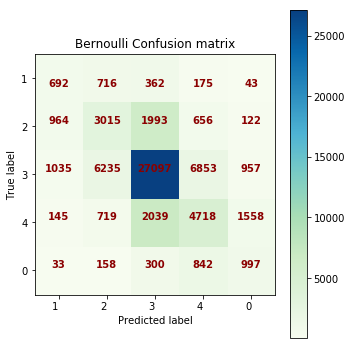 Bernoulli Confusion matrix
1 692 716 362 175 43
2 964 3015 1993 656 122
3 1035 6235 27097 6853 957
4 145 719 2039 4718 1558
0 33 158 300 842 997
1 2 3 4 0
True label
Predicted label
25000
20000
15000
10000
5000